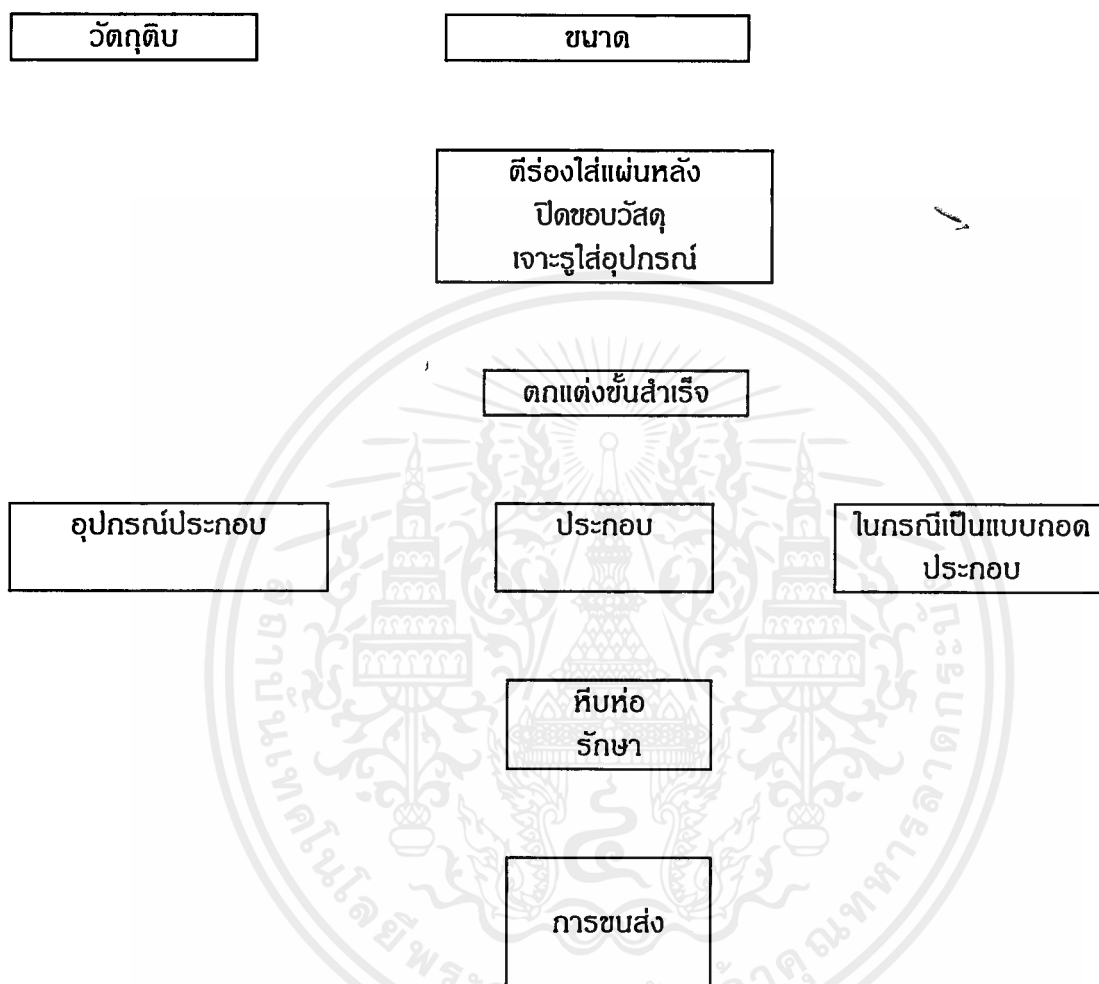 วัตถุดิบ
ขนาด
ตีร่องใส่แผ่นหลัง
ปิดขอบวัสดุ
เจาะรูใส่อุปกรณ์
ตกแต่งขั้นสำเร็จ
อุปกรณ์ประกอบ
ประกอบ
ในกรณีเป็นแบบถอด
ประกอบ
หีบห่อ
รักษา
การขนส่ง